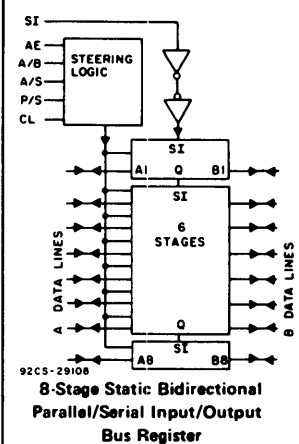 SI
AE
A/B
A/S
P/S
CL
STEERING
LOGIC
SI
A1 Q B1
SI
6
STAGES
A DATA LINES
B DATA LINES
Q
SI
A8 B8
92CS-29108
8-Stage Static Bidirectional
Parallel/Serial Input/Output
Bus Register